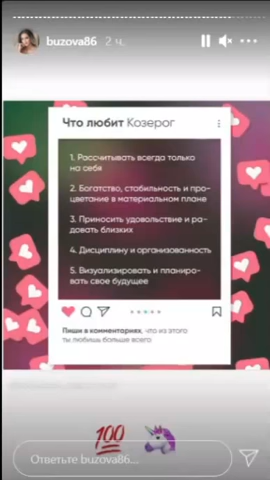 buzova86 2 ч.
Что любит Козерог
1. Рассчитывать всегда только
на себя
2. Богатство, стабильность и про-
цветание в материальном плане
3. Приносить удовольствие и ра-
довать близких
4. Дисциплину и организованность
5. Визуализировать и планиро-
вать свое будущее
Пиши в комментариях, что из этого
ты любишь больше всего
100
Ответьте buzova86...